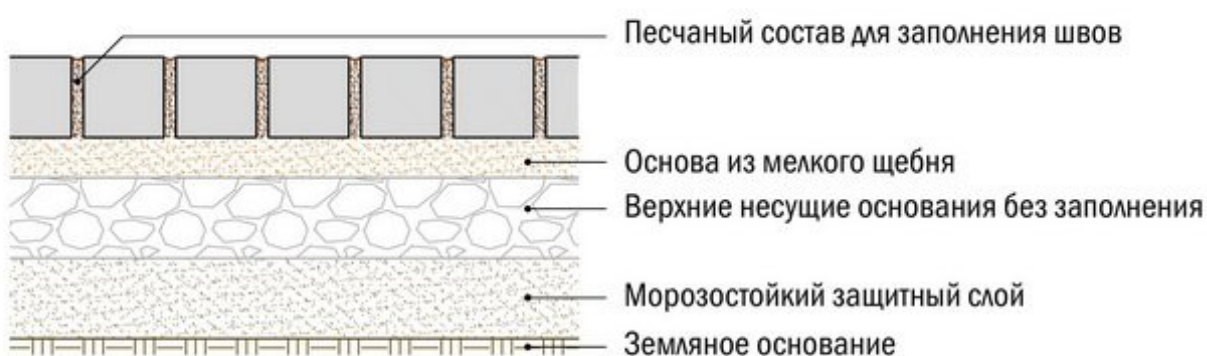 Песчаный состав для заполнения швов
Основа из мелкого щебня
Верхние несущие основания без заполнения
Морозостойкий защитный слой
Земляное основание